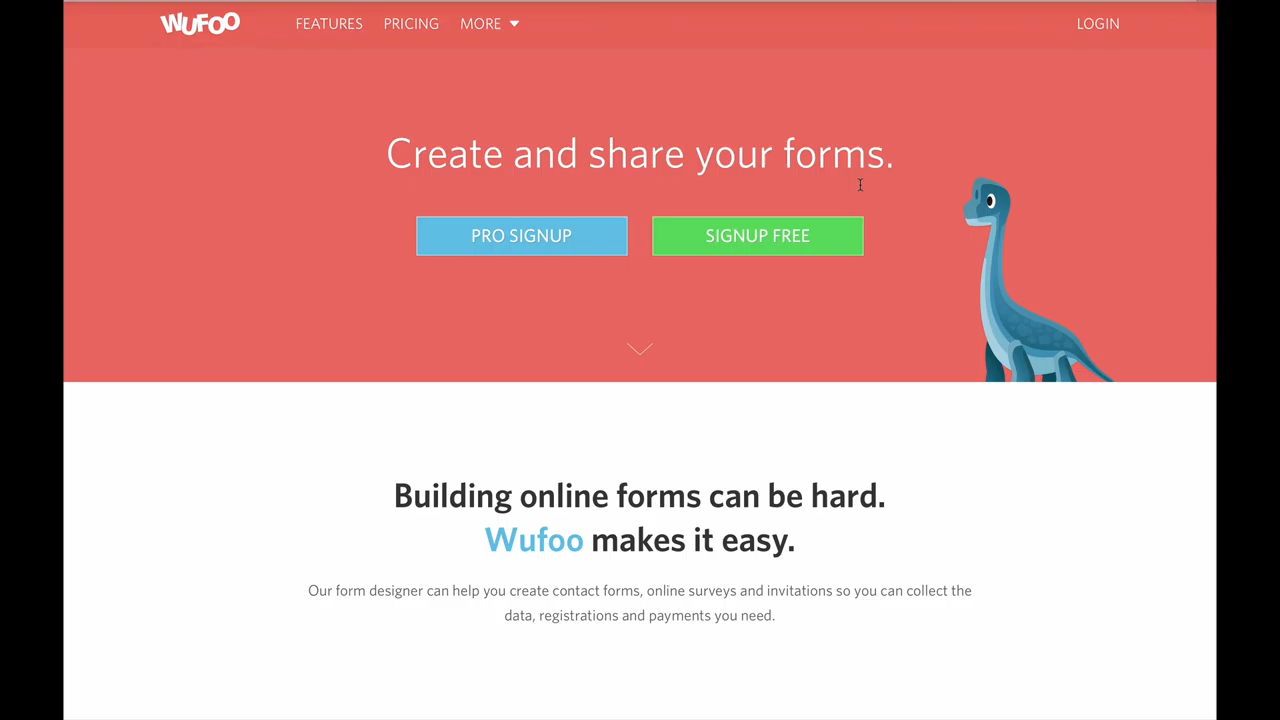 WUFOO
FEATURES
PRICING
MORE
LOGIN
Create and share your forms.
PRO SIGNUP
SIGNUP FREE
Building online forms can be hard.
Wufoo makes it easy.
Our form designer can help you create contact forms, online surveys and invitations so you can collect the
data, registrations and payments you need.